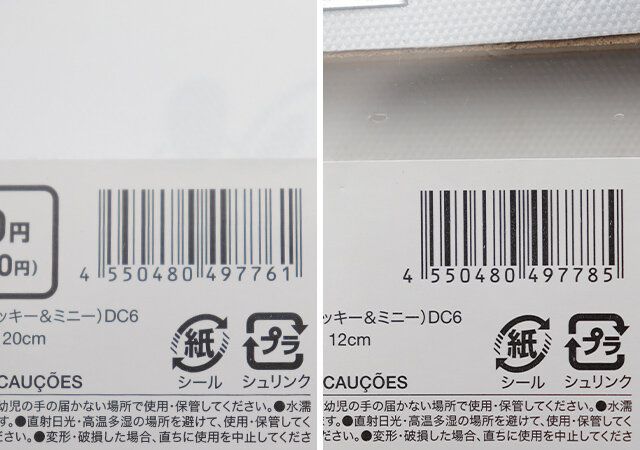 0円
0円)
4 550480 497761
ッキー&ミニー)DC6
20cm
紙
プラ
シール シュリンク
CAUÇÕES
幼児の手の届かない場所で使用・保管してください。●水濡
す。●直射日光・高温多湿の場所を避けて、保管してく
●変形・破損した場合、直ちに使用を中止してくださ
4 550480 497785
ッキー&ミニー)DC6
12cm
紙
プラ
シール シュリンク
CAUÇÕES
幼児の手の届かない場所で使用・保管してください。●水濡
す。●直射日光・高温多湿の場所を避けて、保管してくだ
●変形・破損した場合、直ちに使用を中止してくださ